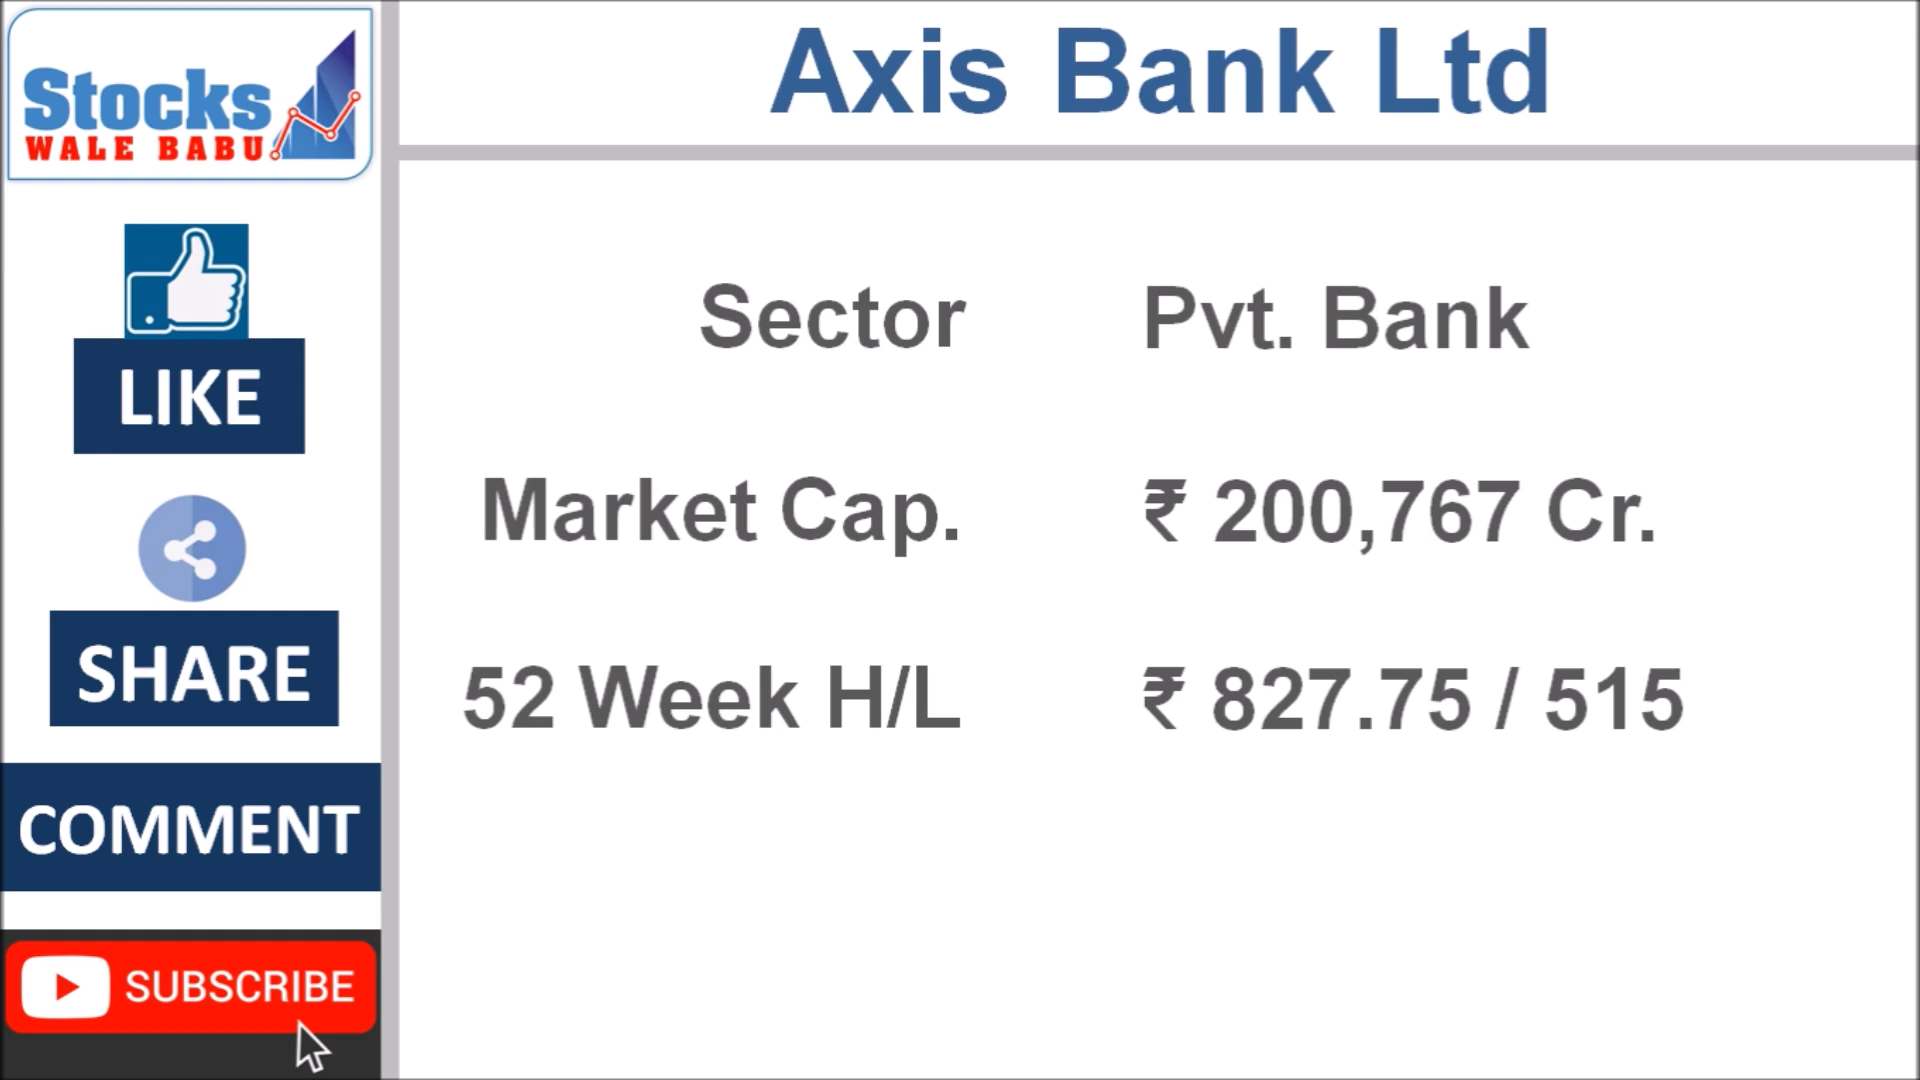 Stocks
WALE BABU
LIKE
SHARE
COMMENT
SUBSCRIBE
Axis Bank Ltd
Sector Pvt. Bank
Market Cap. ₹ 200,767 Cr.
52 Week H/L ₹ 827.75 / 515